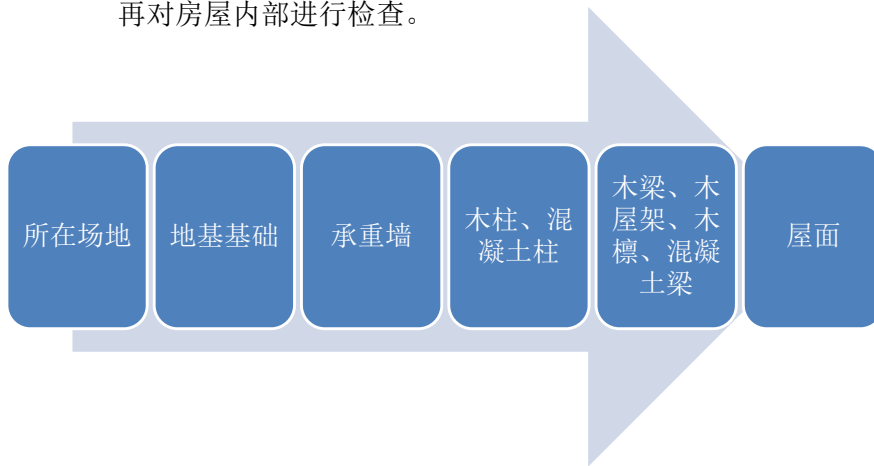 再对房屋内部进行检查。
所在场地
地基基础
承重墙
木柱、混
凝土柱
木梁、木
屋架、木
檩、混凝
土梁
屋面